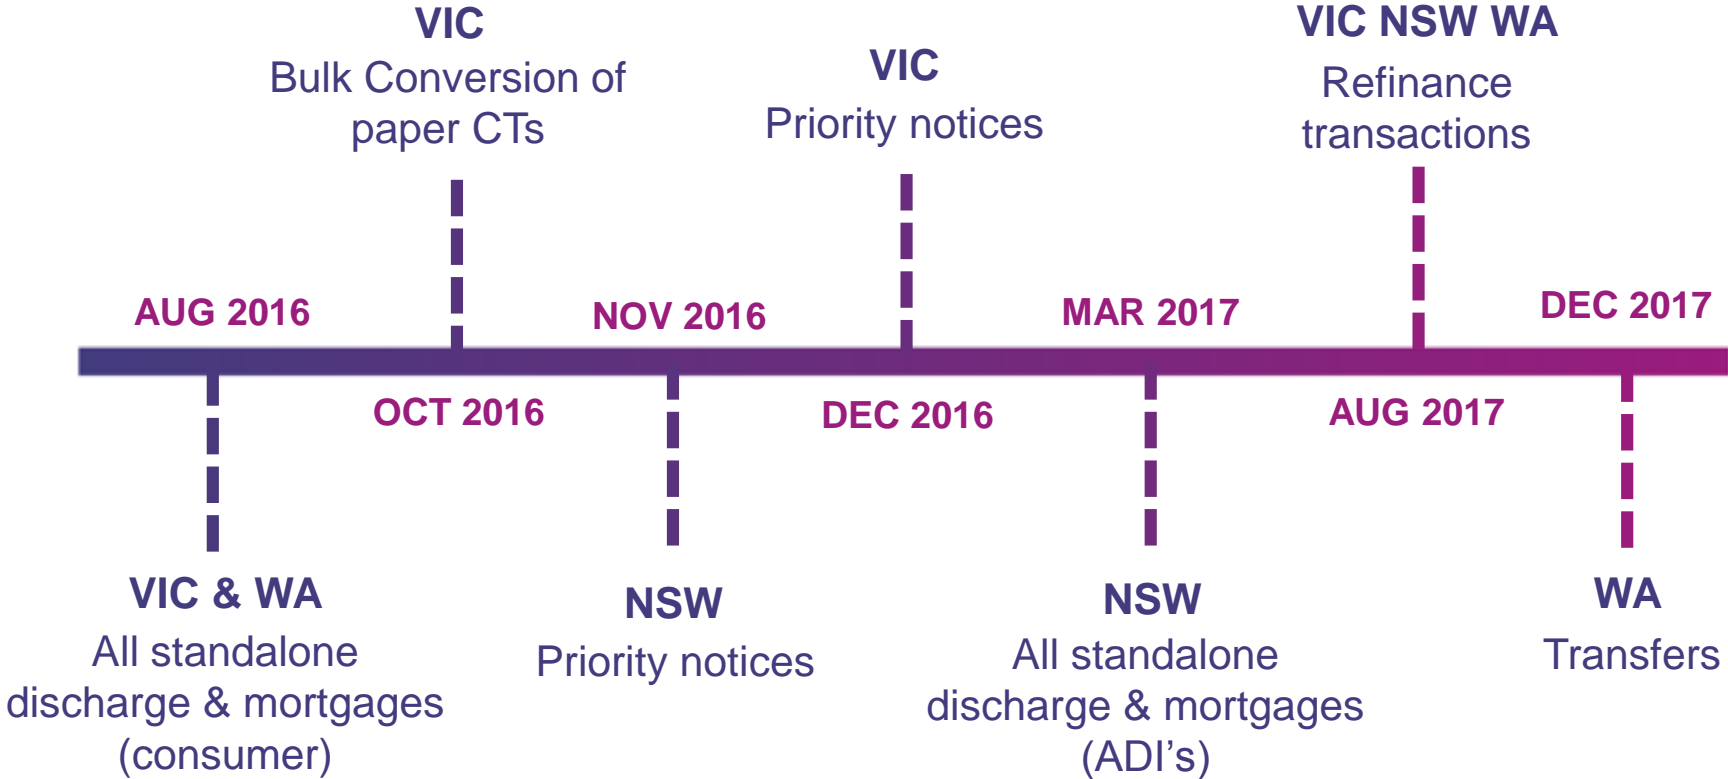 VIC
Bulk Conversion of
paper CTs
VIC
Priority notices
VIC NSW WA
Refinance
transactions
AUG 2016
NOV 2016
MAR 2017
DEC 2017
OCT 2016
DEC 2016
AUG 2017
VIC & WA
All standalone
discharge & mortgages
(consumer)
NSW
Priority notices
NSW
All standalone
discharge & mortgages
(ADI's)
WA
Transfers